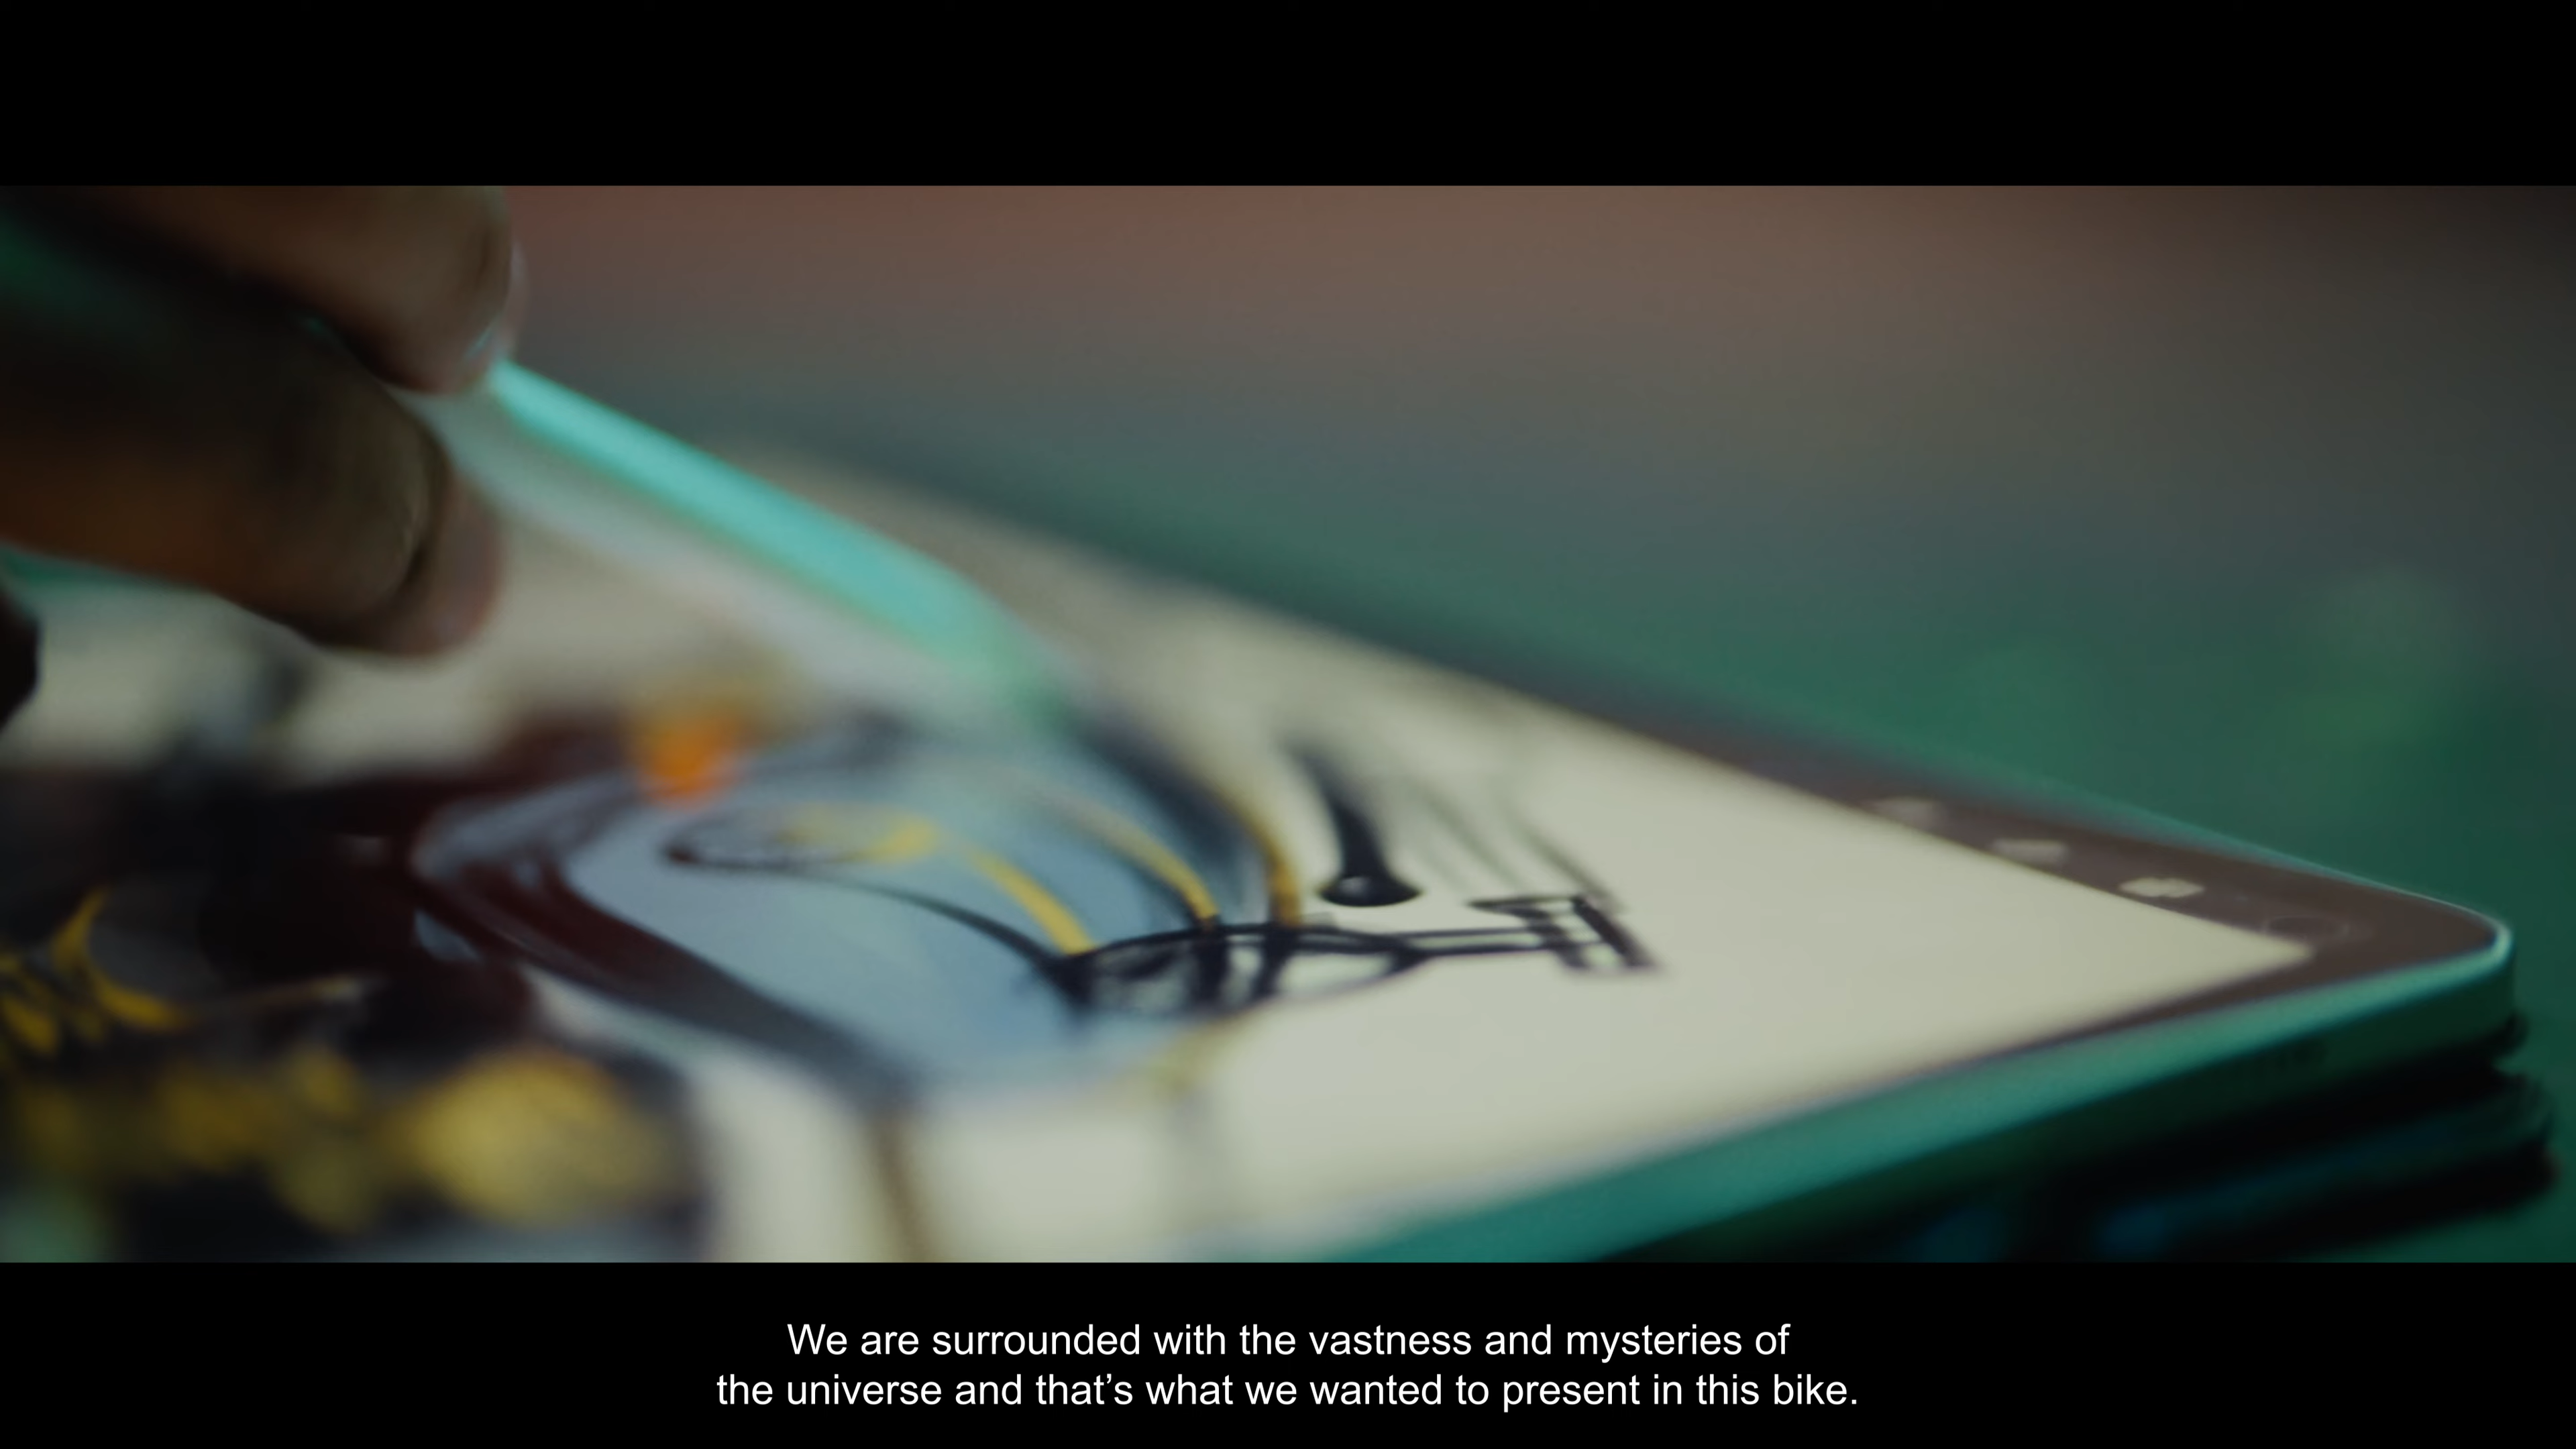 We are surrounded with the vastness and mysteries of
the universe and that’s what we wanted to present in this bike.